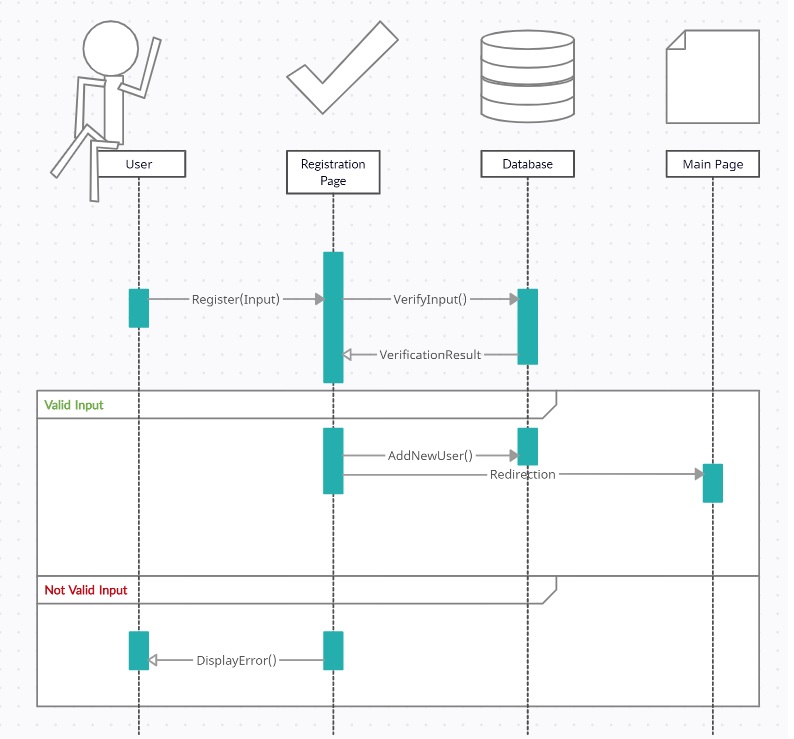 User
Registration
Page
Database
Main Page
Register(Input)
VerifyInput()
VerificationResult
Valid Input
AddNewUser()
Redirection
Not Valid Input
DisplayError()